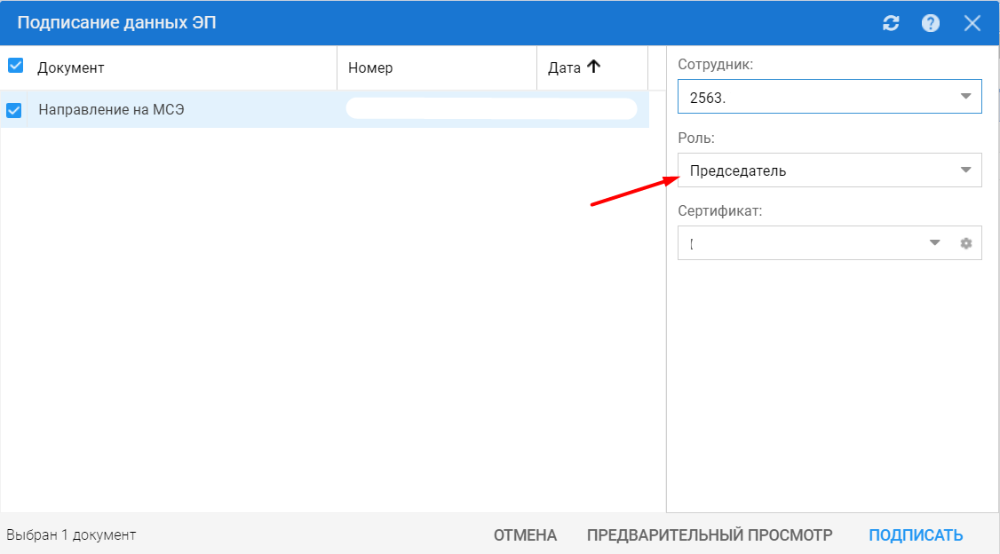 Подписание данных ЭП
Документ Номер Дата
Направление на МСЭ
Сотрудник:
2563.
Роль:
Председатель
Сертификат:
Выбран 1 документ
ОТМЕНА ПРЕДВАРИТЕЛЬНЫЙ ПРОСМОТР ПОДПИСАТЬ